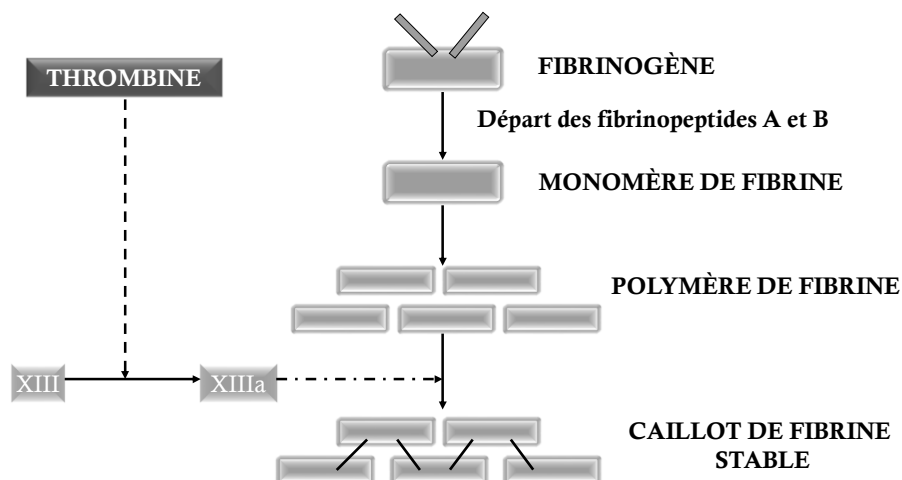 THROMBINE
FIBRINOGÈNE
Départ des fibrinopeptides A et B
MONOMÈRE DE FIBRINE
POLYMÈRE DE FIBRINE
XIII
XIIIa
CAILLOT DE FIBRINE
STABLE